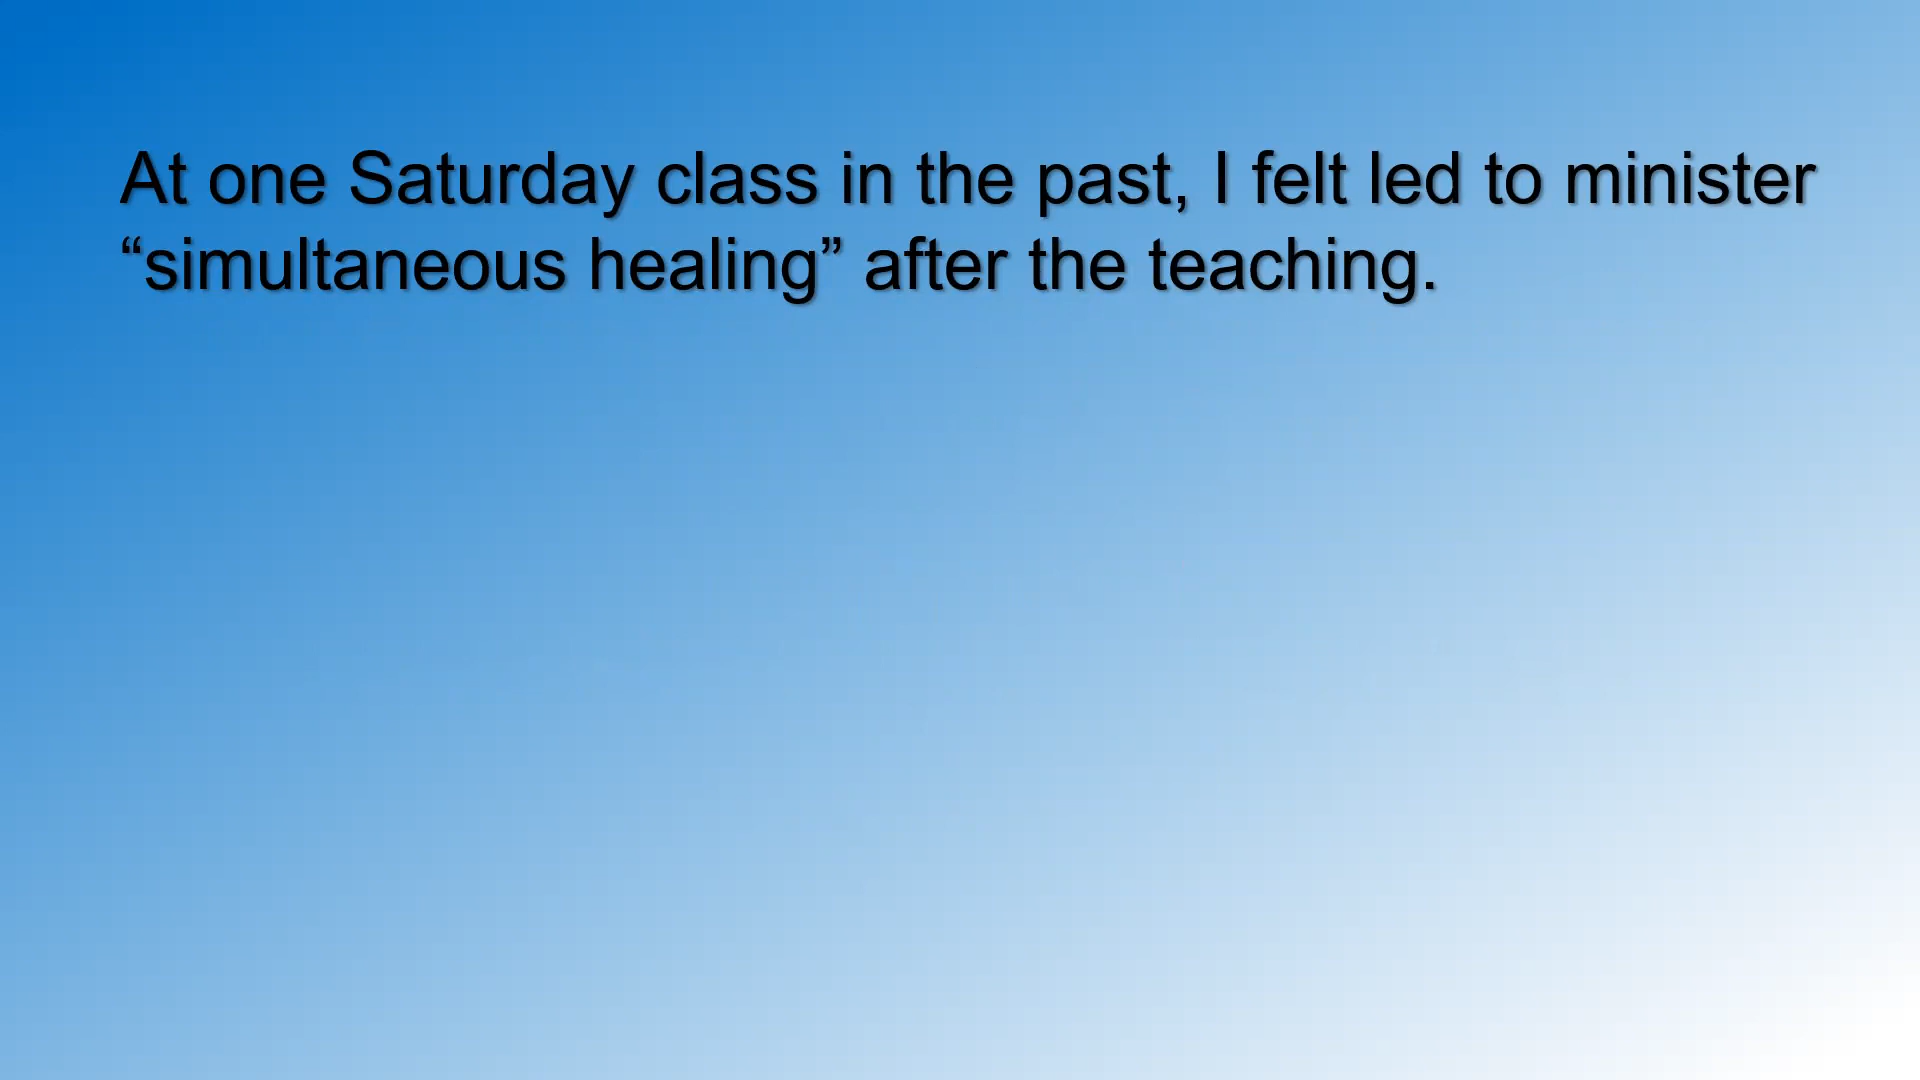 At one Saturday class in the past, I felt led to minister
“simultaneous healing” after the teaching.